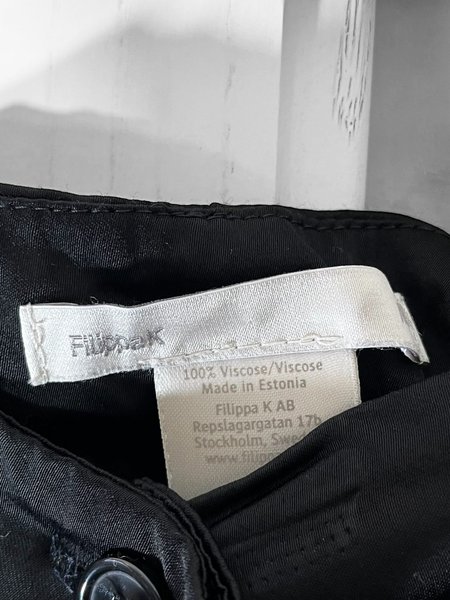 Filippa K
100% Viscose/Viscose
Made in Estonia
Filippa K AB
Repslagargatan 17b
Stockholm,